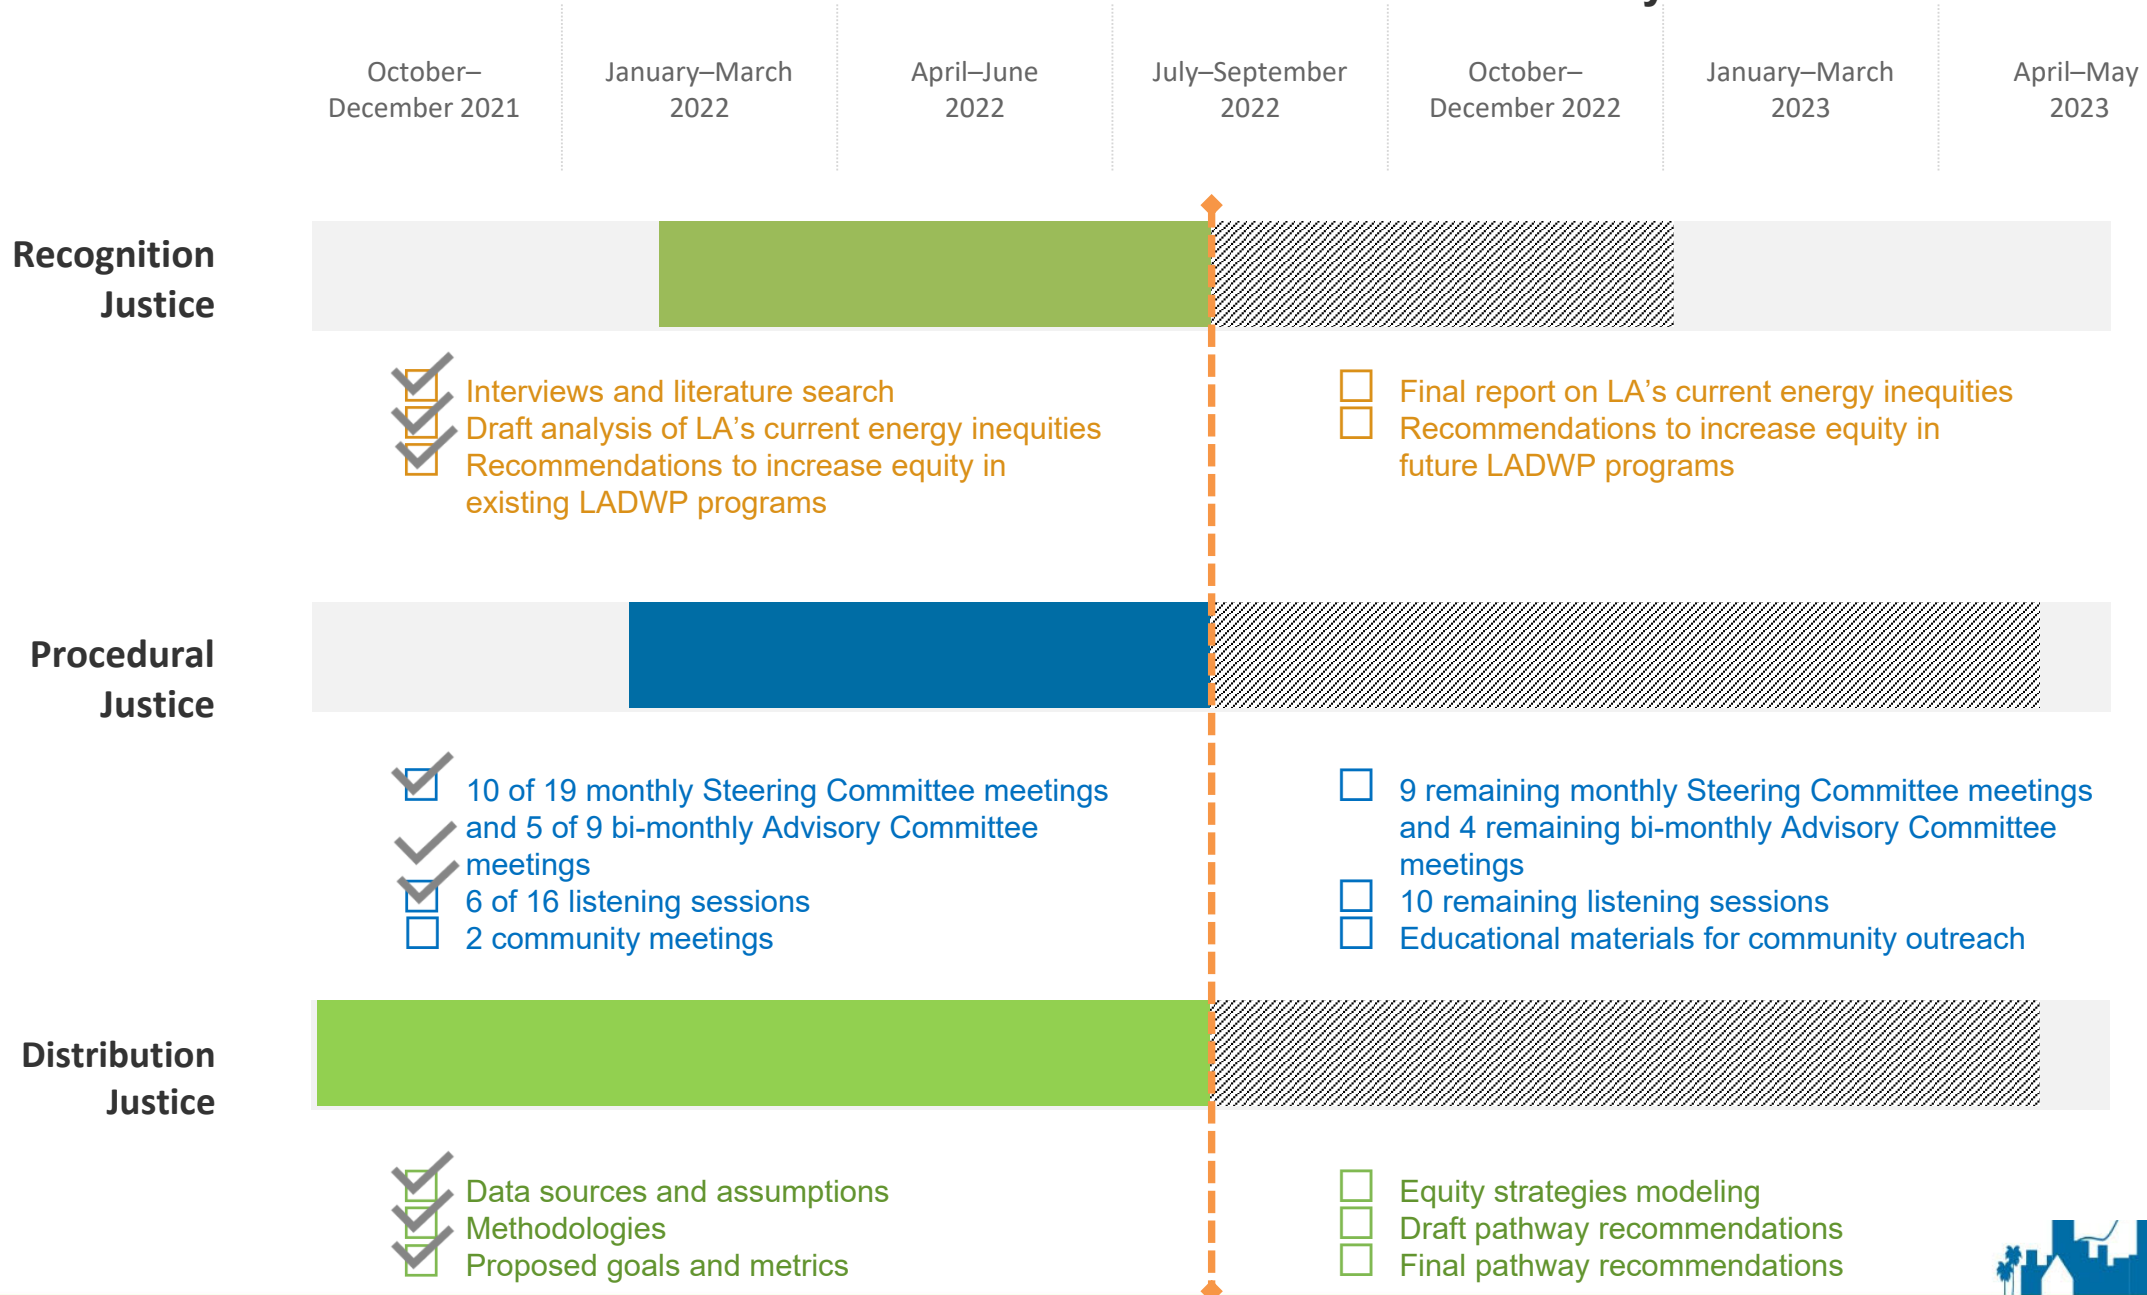 October–
December 2021
January–March
2022
April–June
2022
July–September
2022
October–
December 2022
January–March
2023
April–May
2023
Recognition
Justice
Interviews and literature search
Draft analysis of LA's current energy inequities
Recommendations to increase equity in
existing LADWP programs
Final report on LA's current energy inequities
Recommendations to increase equity in
future LADWP programs
Procedural
Justice
10 of 19 monthly Steering Committee meetings
and 5 of 9 bi-monthly Advisory Committee
meetings
6 of 16 listening sessions
2 community meetings
9 remaining monthly Steering Committee meetings
and 4 remaining bi-monthly Advisory Committee
meetings
10 remaining listening sessions
Educational materials for community outreach
Distribution
Justice
Data sources and assumptions
Methodologies
Proposed goals and metrics
Equity strategies modeling
Draft pathway recommendations
Final pathway recommendations